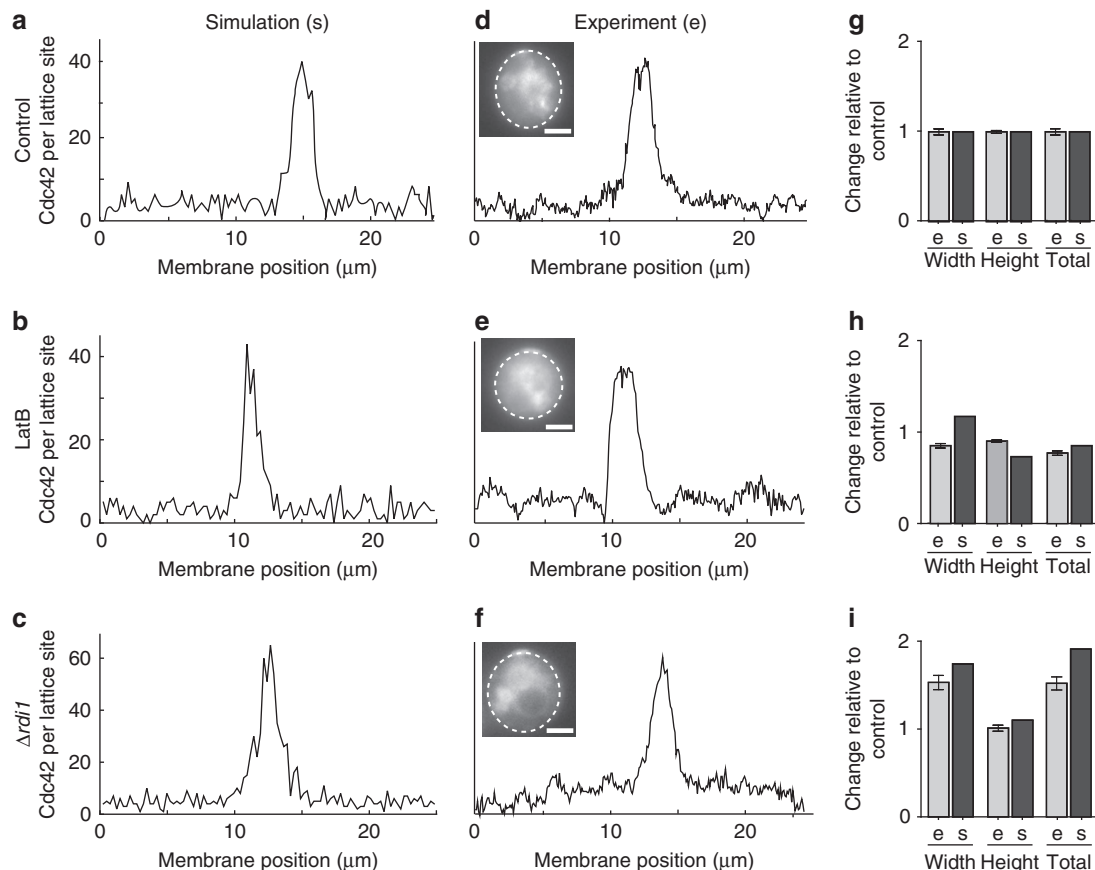 a
Simulation (s)
Control
Cdc42 per lattice site
40
20
0
0 10 20
Membrane position (μm)
d
Experiment (e)
0 10 20
Membrane position (μm)
g
Change relative to
control
2
1
0
e s e s e s
Width Height Total
b
LatB
Cdc42 per lattice site
40
20
0
0 10 20
Membrane position (μm)
e
0 10 20
Membrane position (μm)
h
Change relative to
control
2
1
0
e s e s e s
Width Height Total
c
Δrdi1
Cdc42 per lattice site
60
40
20
0
0 10 20
Membrane position (μm)
f
0 10 20
Membrane position (μm)
i
Change relative to
control
2
1
0
e s e s e s
Width Height Total